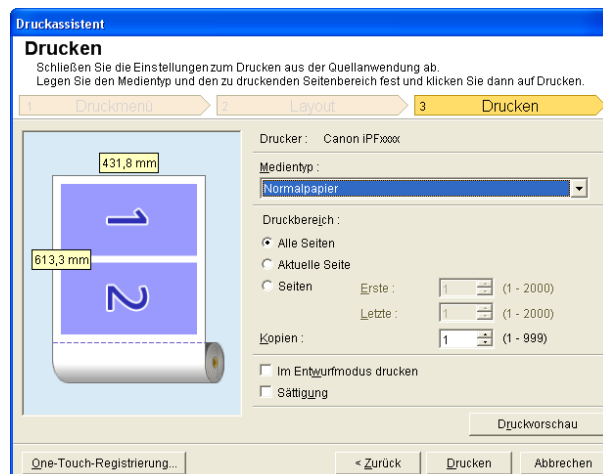 Druckassistent
Drucken
Schließen Sie die Einstellungen zum Drucken aus der Quellanwendung ab.
Legen Sie den Medientyp und den zu druckenden Seitenbereich fest und klicken Sie dann auf Drucken.
1 Druckmenü 2 Layout 3 Drucken
431,8 mm
613,3 mm
1
2
Drucker : Canon iPFxxxx
Medientyp :
Normalpapier
Druckbereich :
Alle Seiten
Aktuelle Seite
Seiten Erste : 1 (1 - 2000)
Letzte : 1 (1 - 2000)
Kopien : 1 (1 - 999)
Im Entwurfmodus drucken
Sättigung
Druckvorschau
One-Touch-Registrierung... < Zurück Drucken Abbrechen